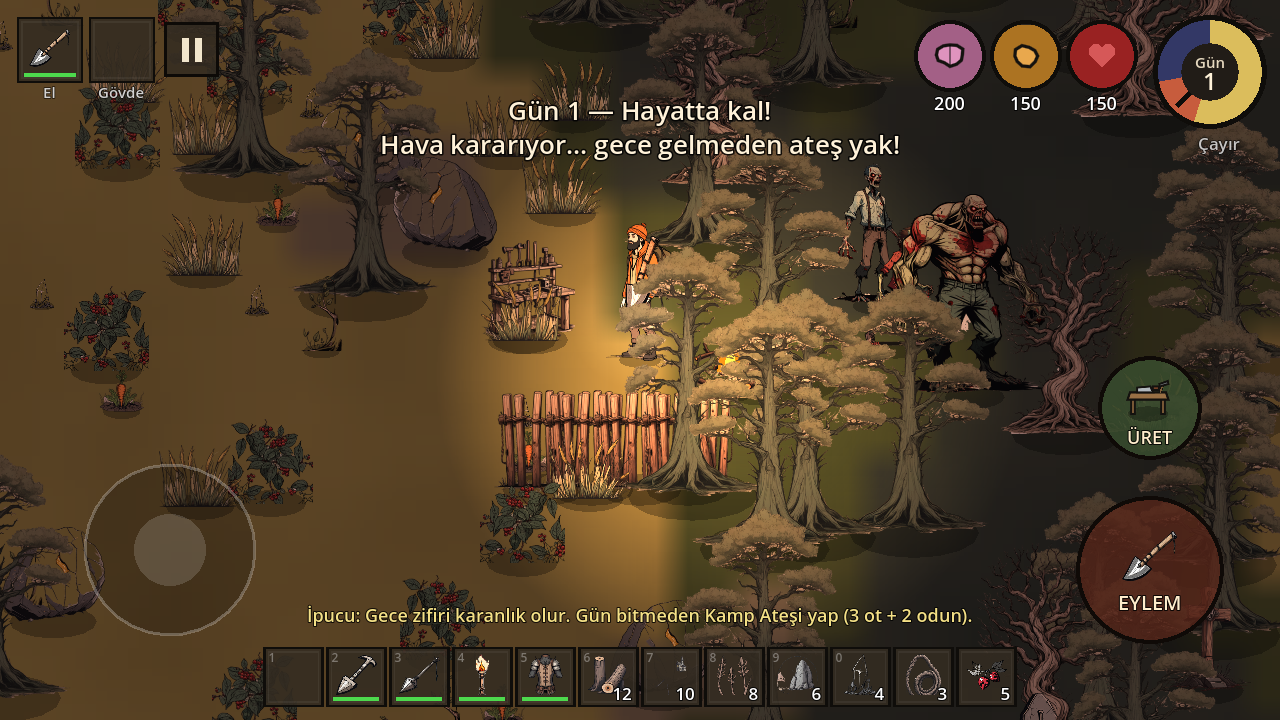 El
Gövde
200
150
150
Gün
1
Çayır
Gün 1 — Hayatta kal!
Hava kararıyor... gece gelmeden ateş yak!
ÜRET
EYLEM
İpucu: Gece zifiri karanlık olur. Gün bitmeden Kamp Ateşi yap (3 ot + 2 odun).
1
2
3
4
5
6
12
7
10
8
8
9
6
0
4
3
5